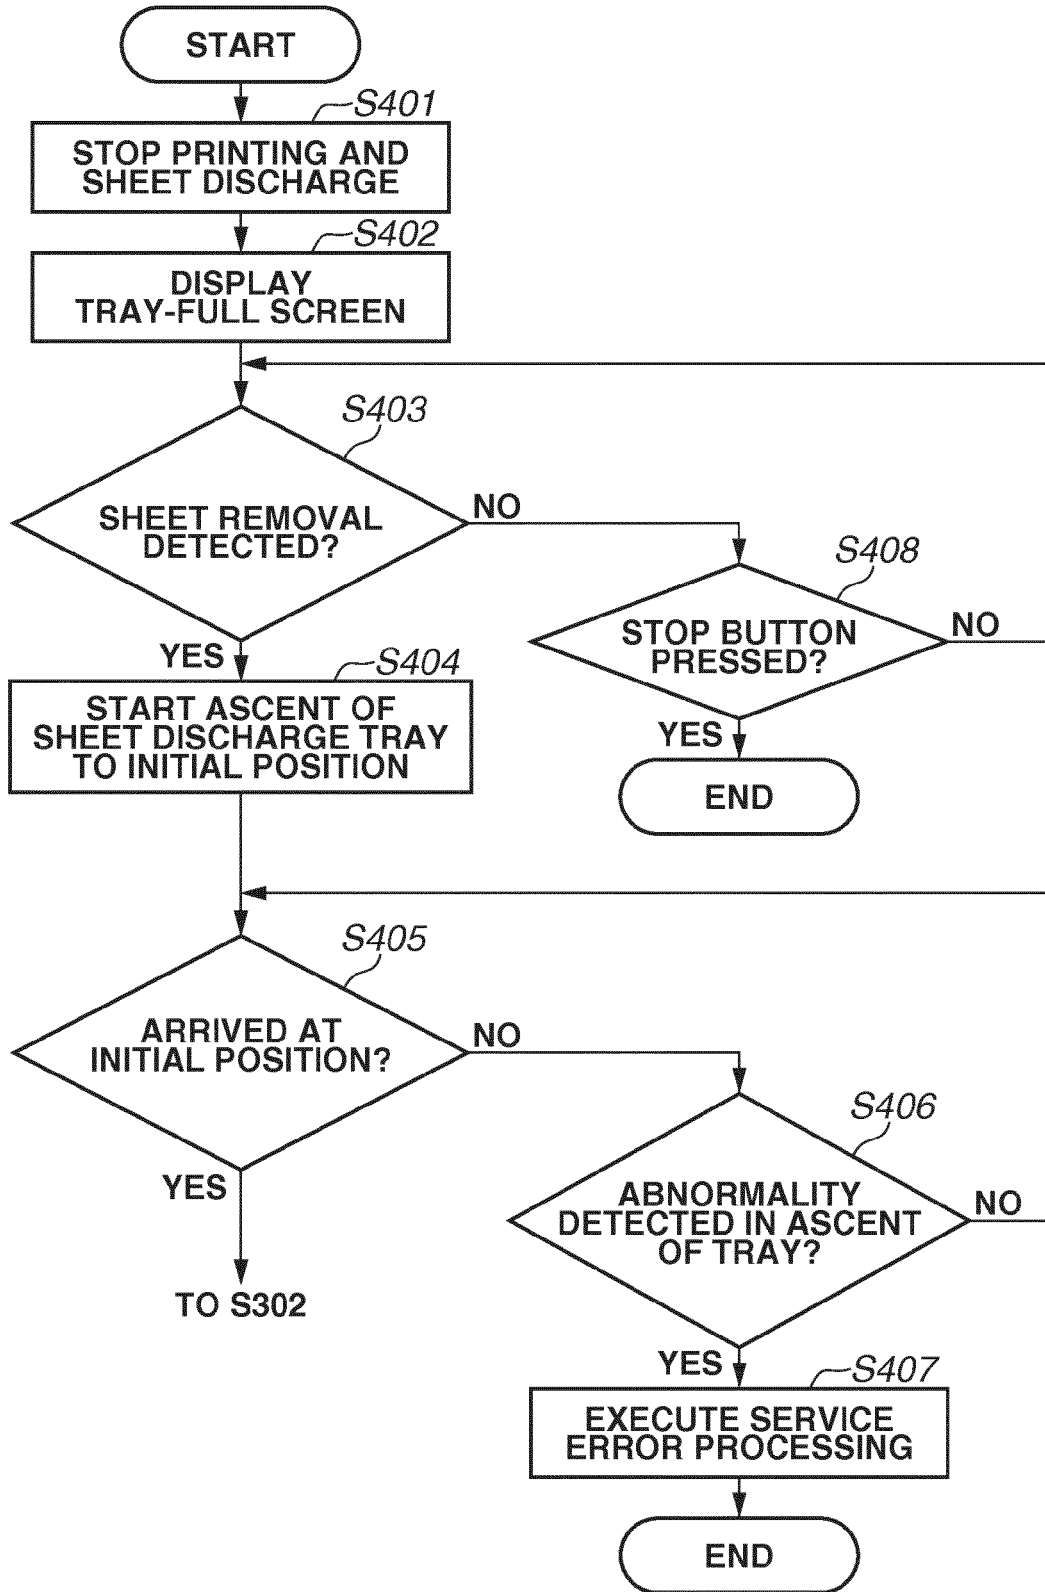 START
S401
STOP PRINTING AND
SHEET DISCHARGE
S402
DISPLAY
TRAY-FULL SCREEN
S403
SHEET REMOVAL
DETECTED?
NO
YES
S408
STOP BUTTON
PRESSED?
NO
YES
END
S404
START ASCENT OF
SHEET DISCHARGE TRAY
TO INITIAL POSITION
S405
ARRIVED AT
INITIAL POSITION?
NO
YES
TO S302
S406
ABNORMALITY
DETECTED IN ASCENT
OF TRAY?
NO
YES
S407
EXECUTE SERVICE
ERROR PROCESSING
END